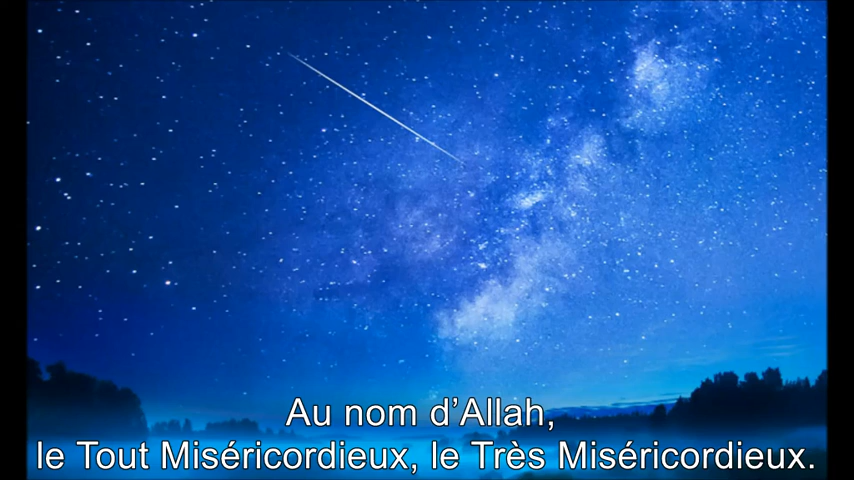 Au nom d’Allah,
le Tout Miséricordieux, le Très Miséricordieux.